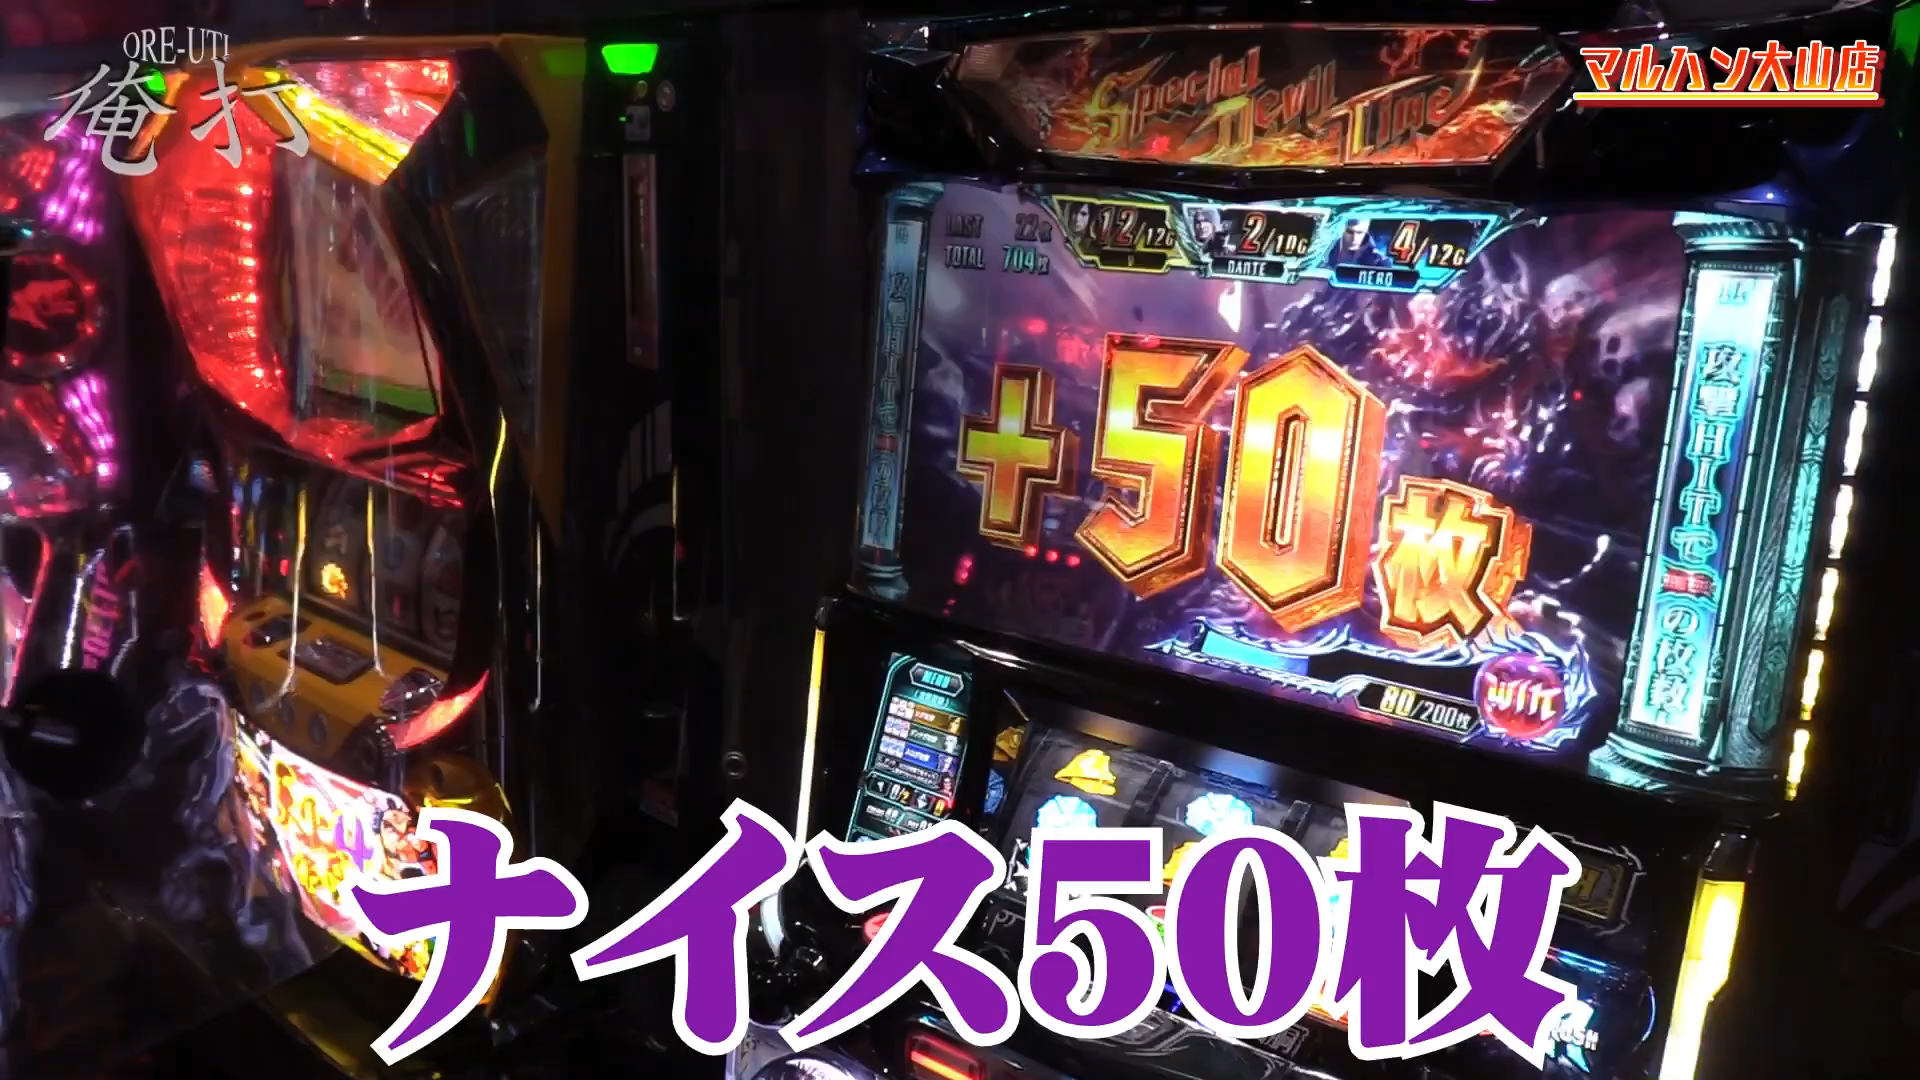 ORE-UTI
俺打
マルハン大山店
Special
Devil
Time
LAST 22枚
TOTAL 704枚
12/12G
2/10G
DANTE
4/12G
NERO
+50枚
攻撃HITで
の枚数
80/200枚
win
ナイス50枚